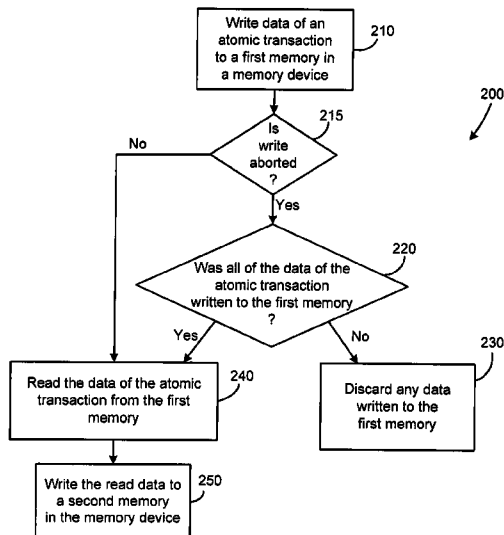 Write data of an
atomic transaction
to a first memory in
a memory device
210
200
215
Is
write
aborted
?
No
Yes
220
Was all of the data of the
atomic transaction
written to the first memory
?
Yes
No
230
240
Read the data of the atomic
transaction from the first
memory
Discard any data
written to the
first memory
250
Write the read data to
a second memory
in the memory device